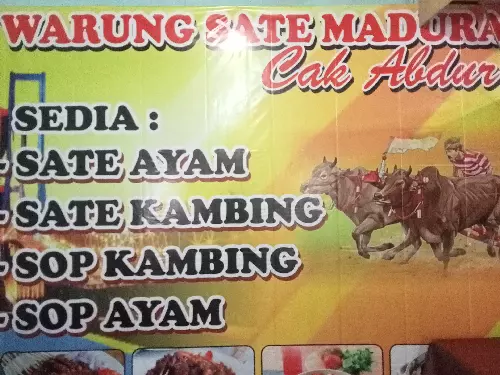 WARUNG SATE MADURA
Cak Abdur
SEDIA :
- SATE AYAM
- SATE KAMBING
- SOP KAMBING
- SOP AYAM